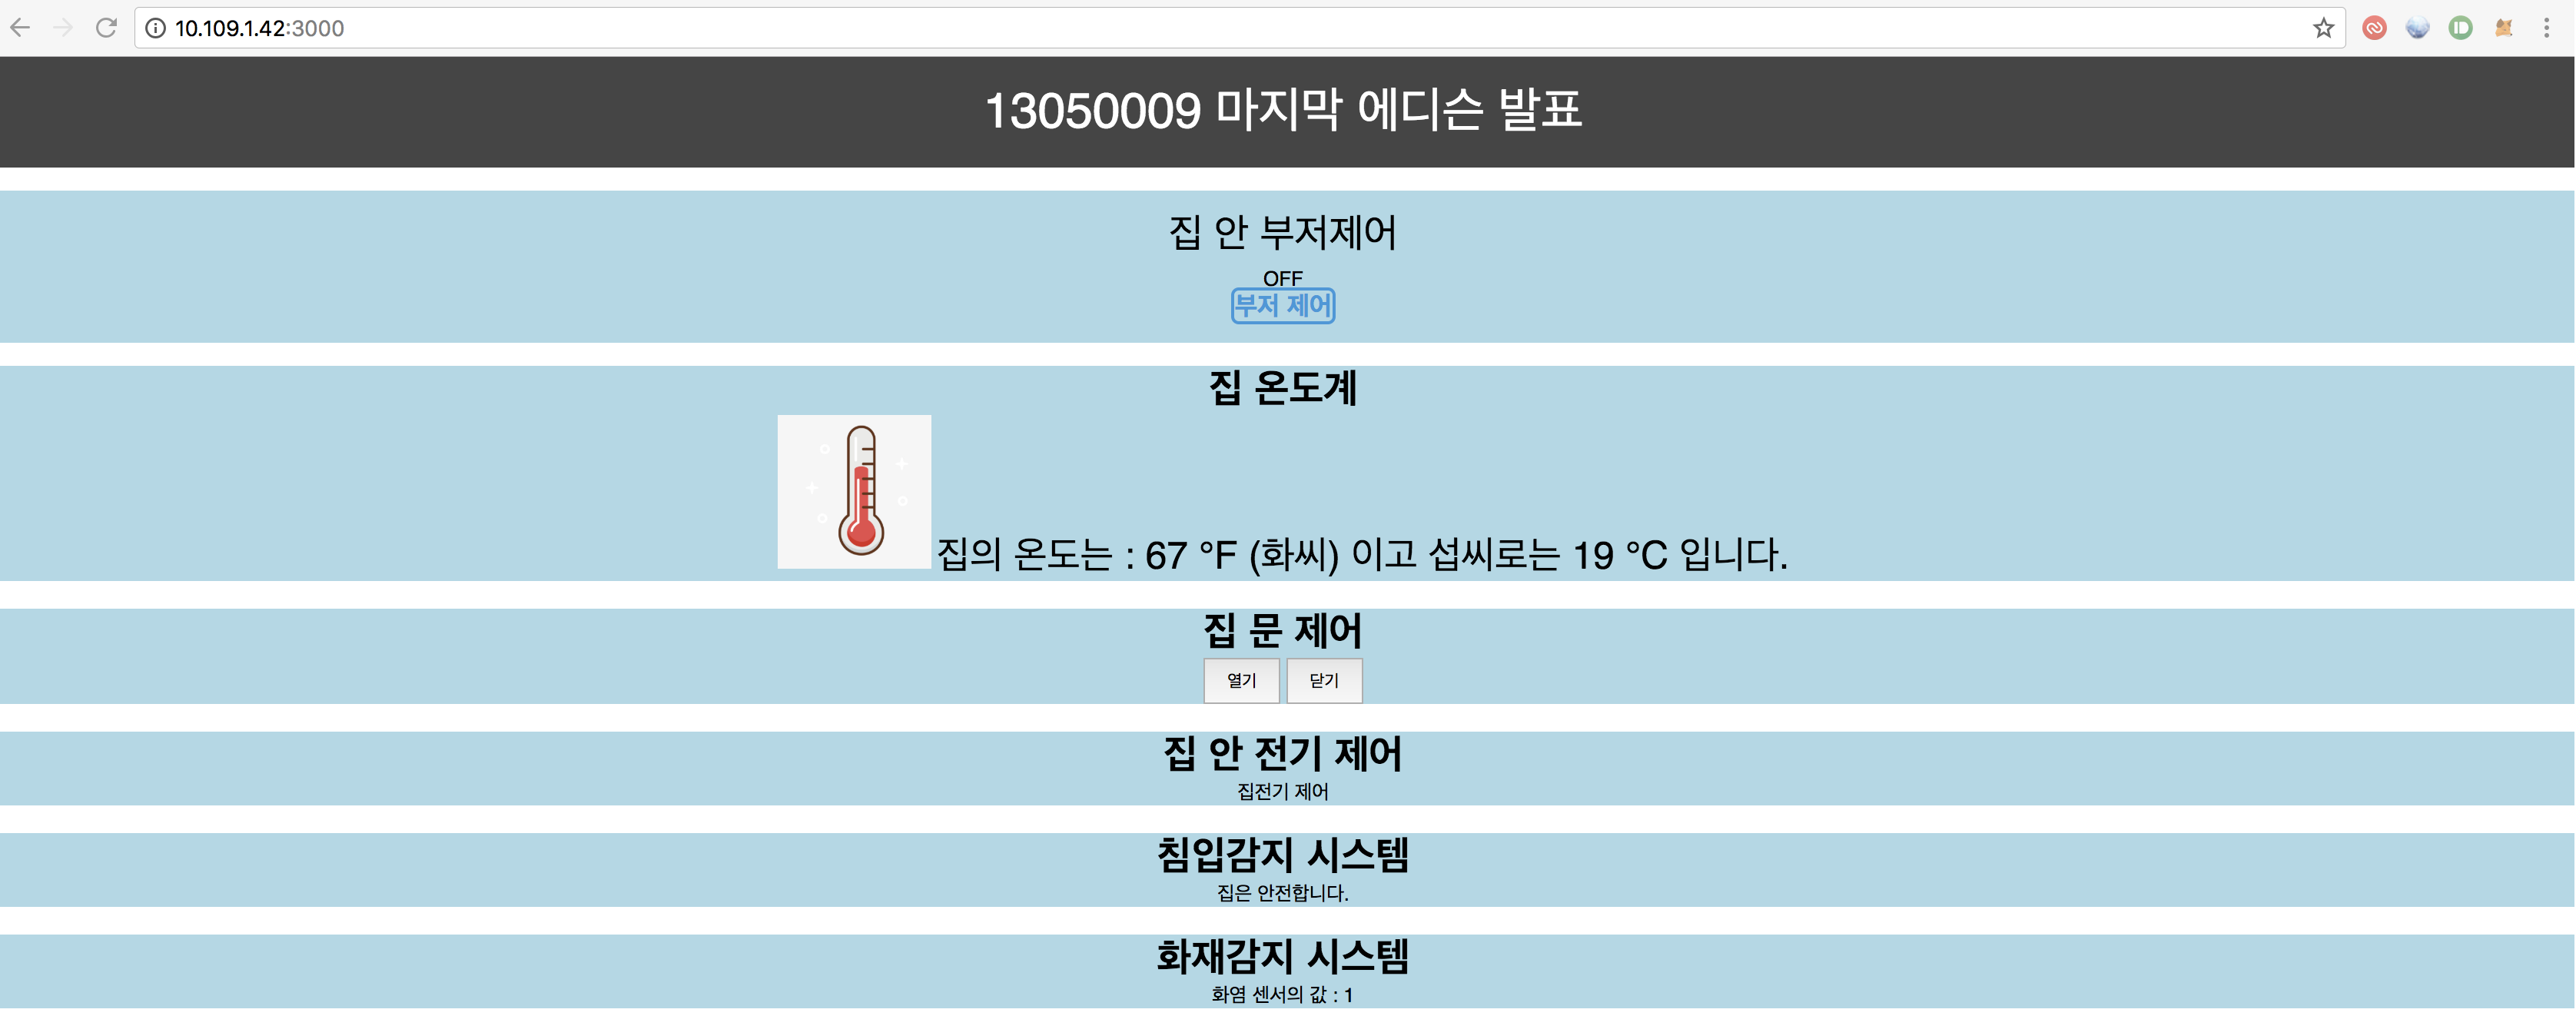 10.109.1.42:3000
13050009 마지막 에디슨 발표
집 안 부저제어
OFF
부저 제어
집 온도계
집의 온도는 : 67 °F (화씨) 이고 섭씨로는 19 °C 입니다.
집 문 제어
열기 닫기
집 안 전기 제어
집전기 제어
침입감지 시스템
집은 안전합니다.
화재감지 시스템
화염 센서의 값 : 1